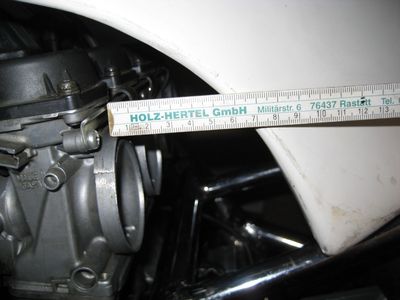 HOLZ-HERTEL GmbH Militärstr. 6 76437 Rastatt Tel.
1 2 3 4 5 6 7 8 9 10 11 12 13